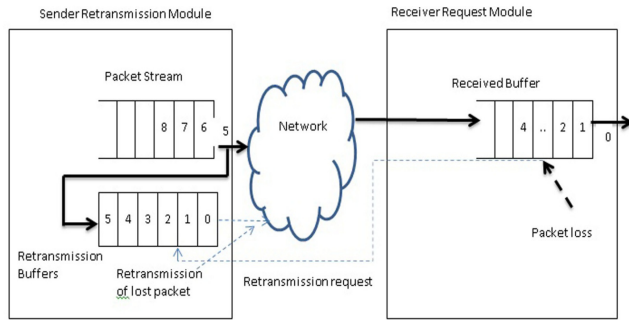 Sender Retransmission Module
Receiver Request Module
Packet Stream
8 7 6
5
Network
Received Buffer
4 .. 2 1
0
5 4 3 2 1 0
Packet loss
Retransmission
Buffers
Retransmission
of lost packet
Retransmission request